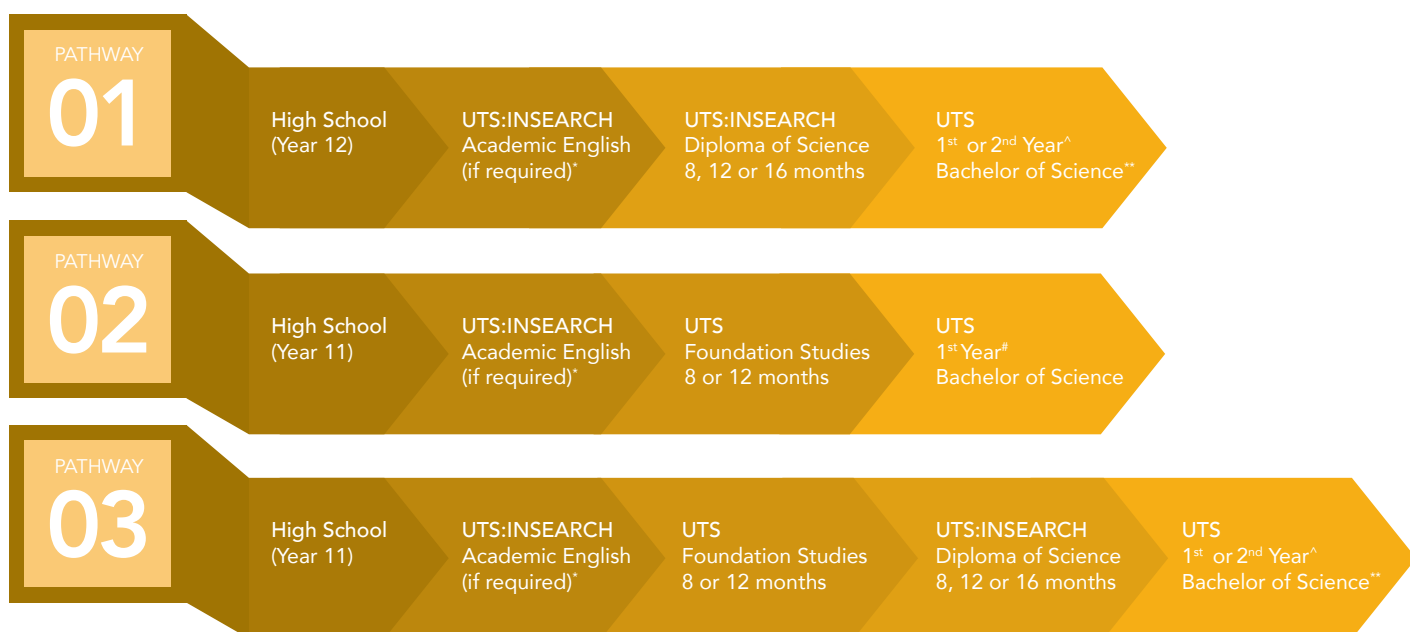 PATHWAY
01
High School
(Year 12)
UTS:INSEARCH
Academic English
(if required)*
UTS:INSEARCH
Diploma of Science
8, 12 or 16 months
UTS
1st or 2nd Year^
Bachelor of Science**
PATHWAY
02
High School
(Year 11)
UTS:INSEARCH
Academic English
(if required)*
UTS
Foundation Studies
8 or 12 months
UTS
1st Year#
Bachelor of Science
PATHWAY
03
High School
(Year 11)
UTS:INSEARCH
Academic English
(if required)*
UTS
Foundation Studies
8 or 12 months
UTS:INSEARCH
Diploma of Science
8, 12 or 16 months
UTS
1st or 2nd Year^
Bachelor of Science**